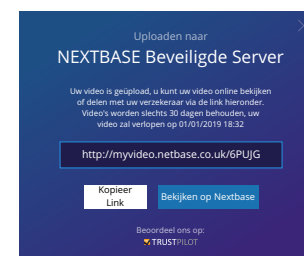 Uploaden naar
NEXTBASE Beveiligde Server
Uw video is geüpload, u kunt uw video online bekijken
of delen met uw verzekeraar via de link hieronder.
Video's worden slechts 30 dagen behouden, uw
video zal verlopen op 01/01/2019 18:32
http://myvideo.netbase.co.uk/6PUJG
Kopieer
Link
Bekijken op Nextbase
Beoordeel ons op:
TRUSTPILOT